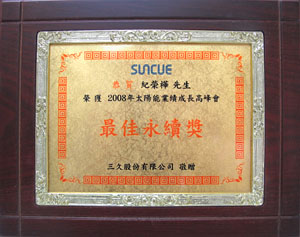 SUNCUE
恭賀 紀榮樺 先生
榮獲 2008年太陽能業績成長高峰會
最佳永續獎
三久股份有限公司 敬贈